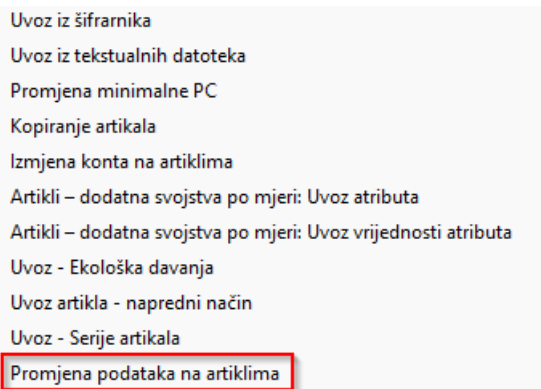 Uvoz iz šifrarnika
Uvoz iz tekstualnih datoteka
Promjena minimalne PC
Kopiranje artikala
Izmjena konta na artiklima
Artikli – dodatna svojstva po mjeri: Uvoz atributa
Artikli – dodatna svojstva po mjeri: Uvoz vrijednosti atributa
Uvoz - Ekološka davanja
Uvoz artikla - napredni način
Uvoz - Serije artikala
Promjena podataka na artiklima